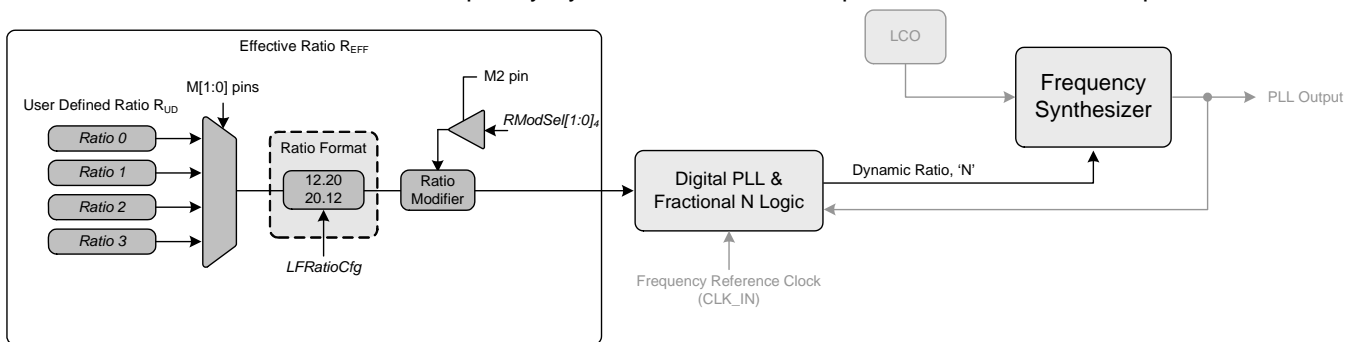 Effective Ratio REFF
M[1:0] pins
User Defined Ratio RUD
Ratio 0
Ratio 1
Ratio 2
Ratio 3
Ratio Format
12.20
20.12
LFRatioCfg
M2 pin
RModSel[1:0]4
Ratio
Modifier
Digital PLL &
Fractional N Logic
Frequency Reference Clock
(CLK_IN)
Dynamic Ratio, ‘N’
LCO
Frequency
Synthesizer
PLL Output